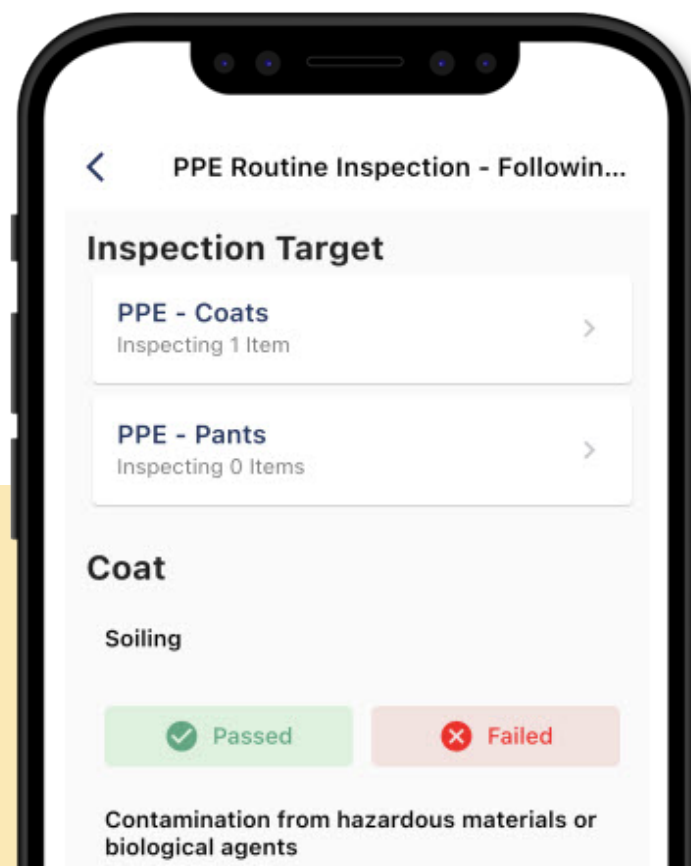 PPE Routine Inspection - Followin...
Inspection Target
PPE - Coats
Inspecting 1 Item
PPE - Pants
Inspecting 0 Items
Coat
Soiling
Passed
Failed
Contamination from hazardous materials or
biological agents